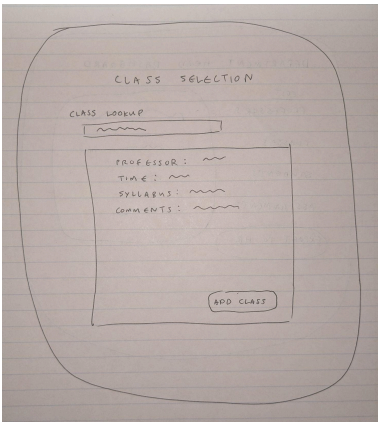 CLASS SELECTION
CLASS LOOKUP
PROFESSOR:
TIME:
SYLLABUS:
COMMENTS:
ADD CLASS